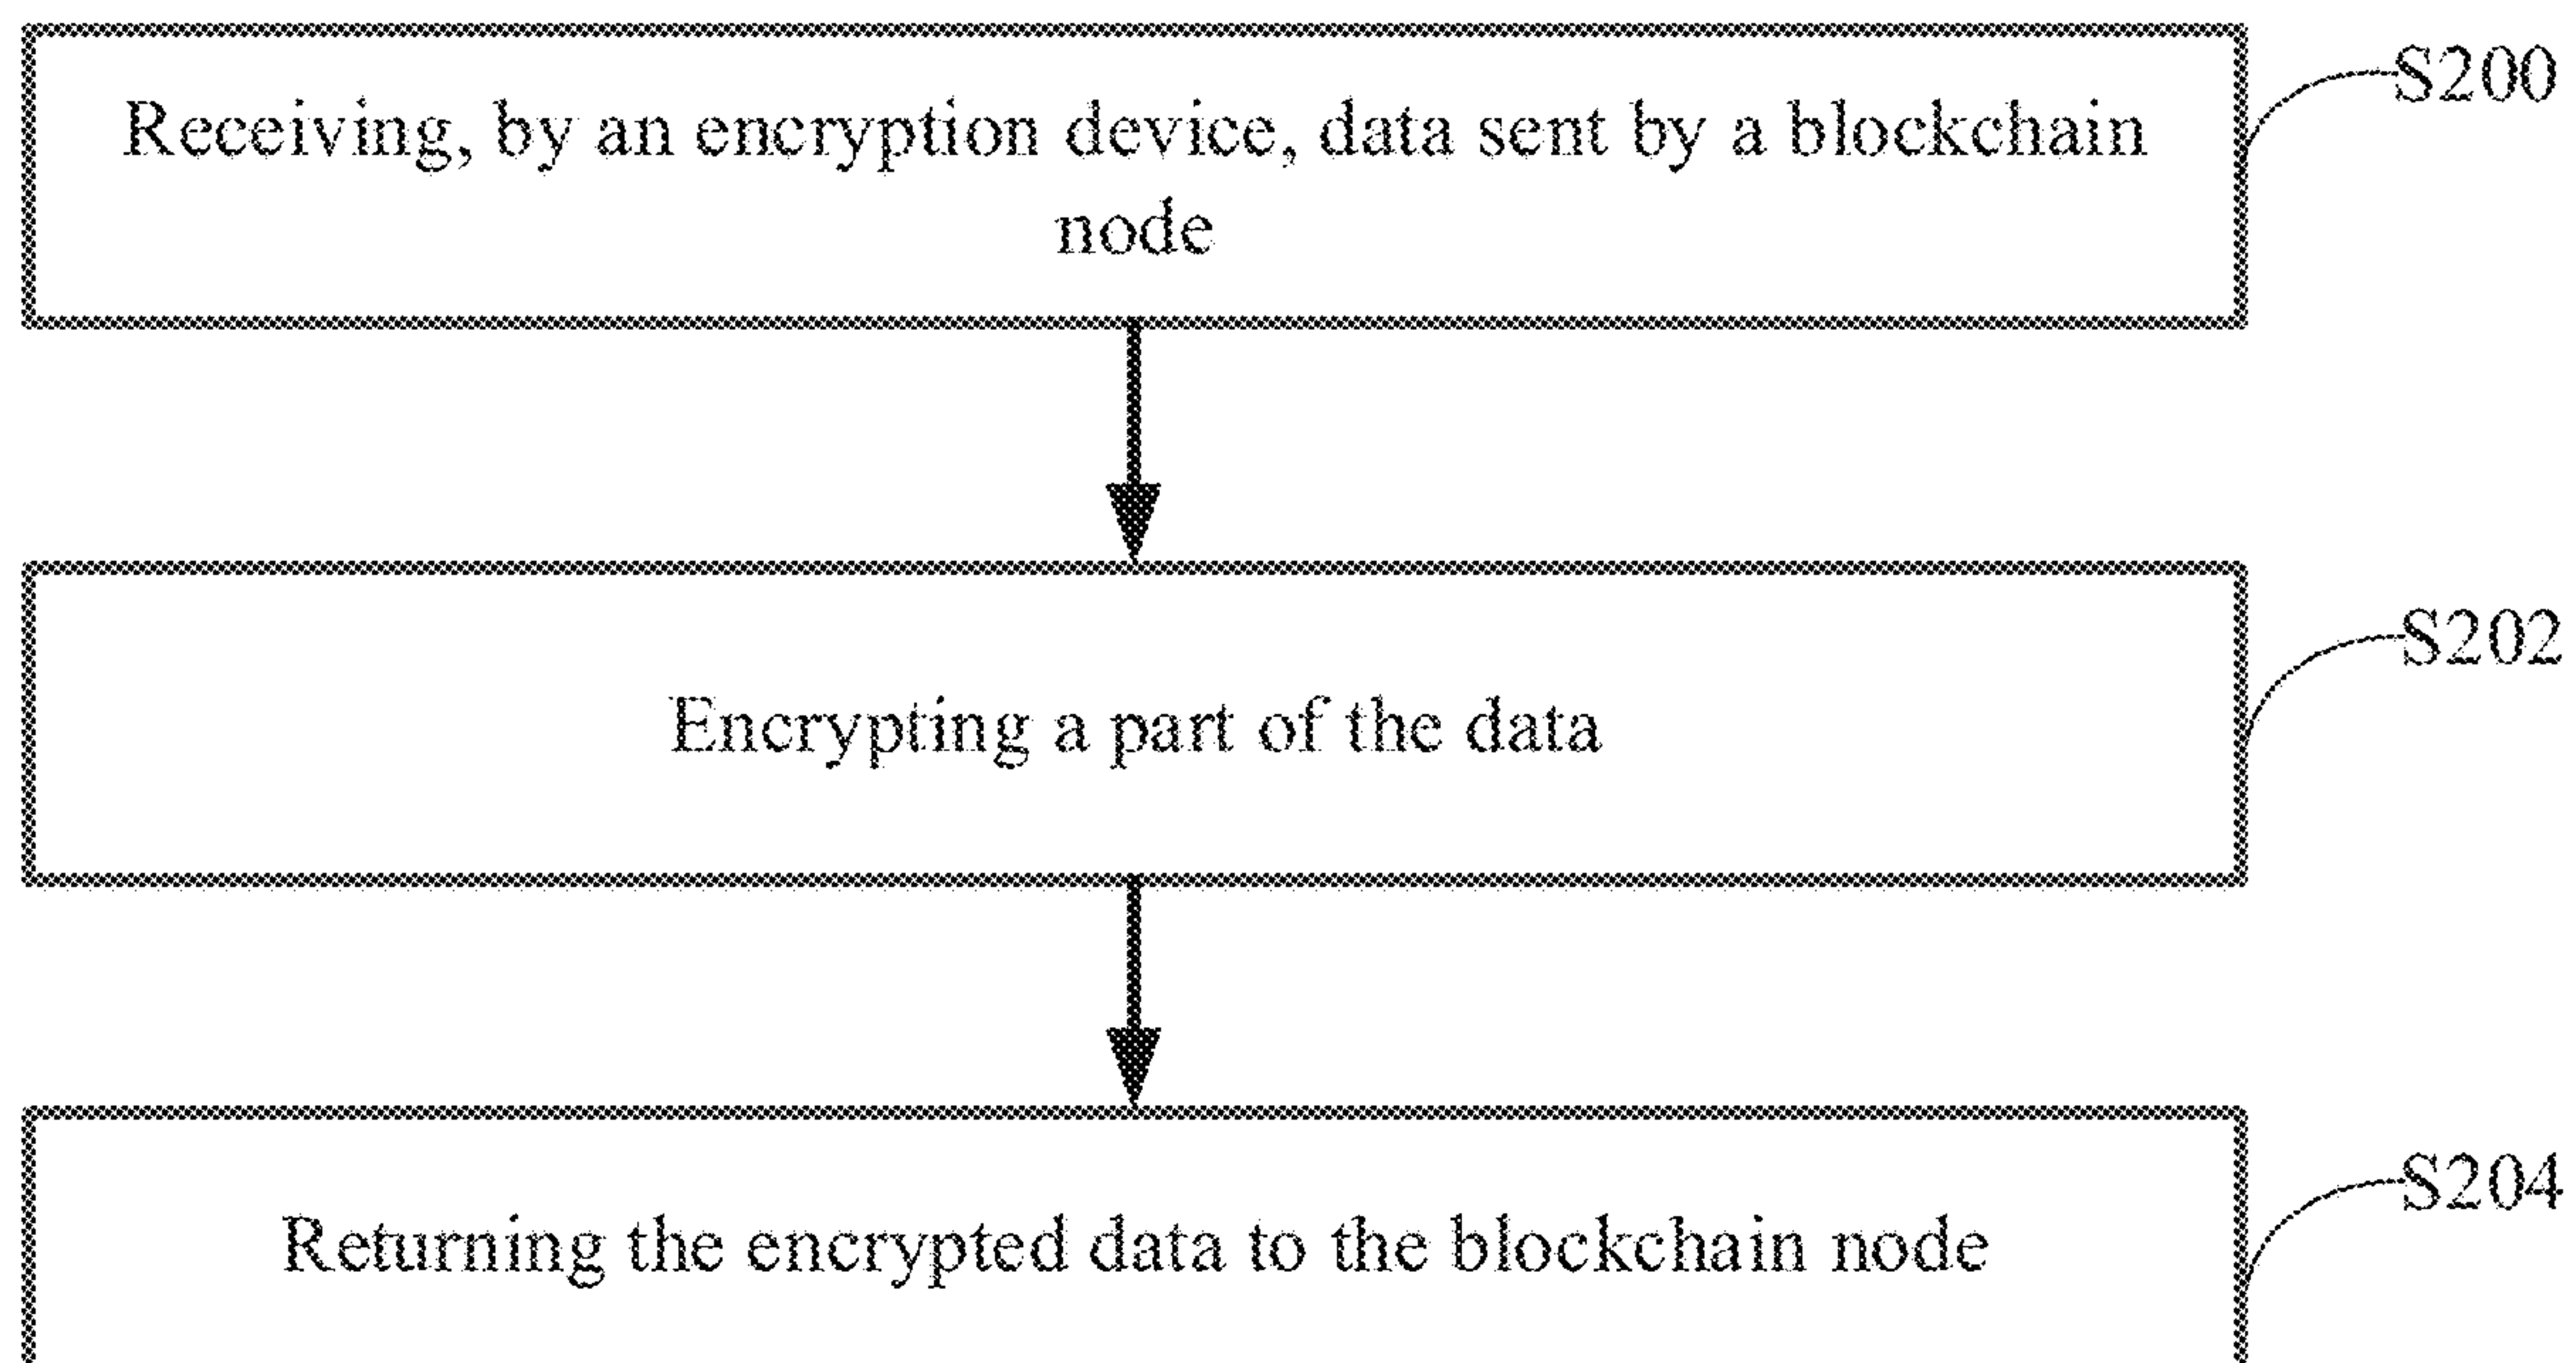 Receiving, by an encryption device, data sent by a blockchain
node
S200
Encrypting a part of the data
S202
Returning the encrypted data to the blockchain node
S204